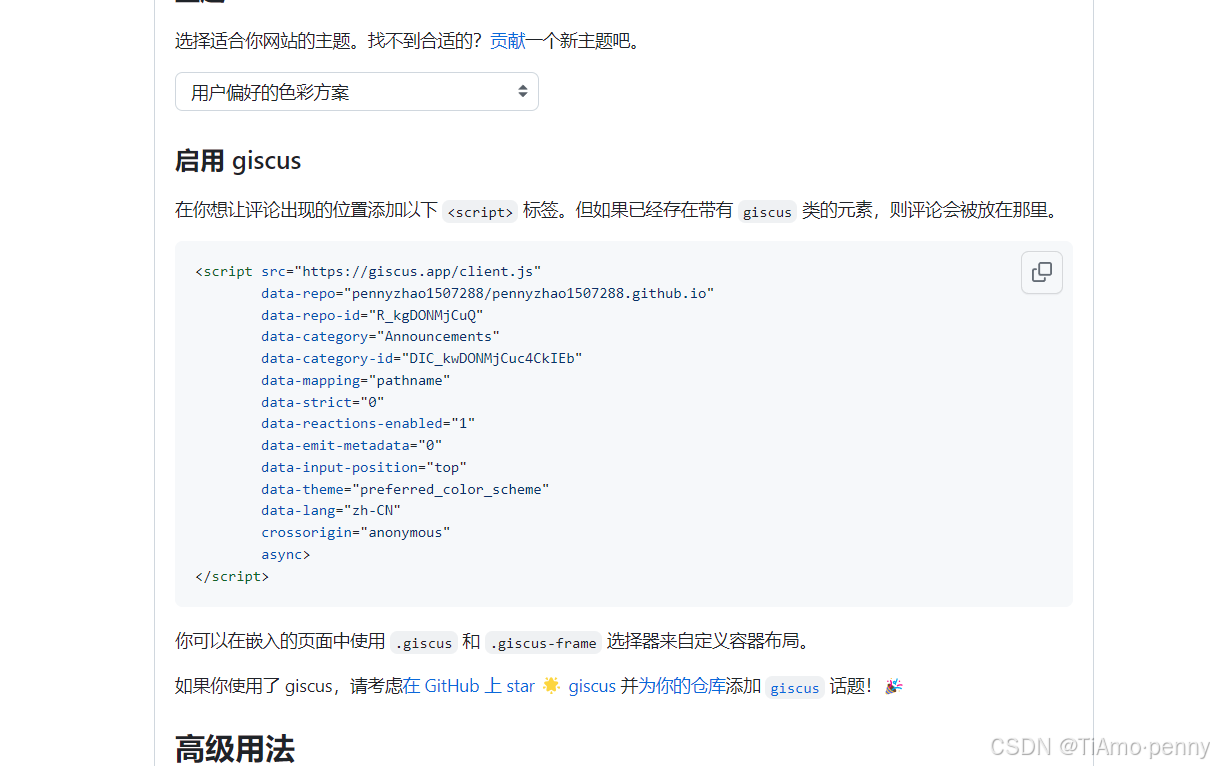 选择适合你网站的主题。找不到合适的？贡献一个新主题吧。
用户偏好的色彩方案
启用 giscus
在你想让评论出现的位置添加以下 <script> 标签。但如果已经存在带有 giscus 类的元素，则评论会被放在那里。
<script src="https://giscus.app/client.js"
data-repo="pennyzhao1507288/pennyzhao1507288.github.io"
data-repo-id="R_kgDONMjCuQ"
data-category="Announcements"
data-category-id="DIC_kwDONMjCuc4CkIEb"
data-mapping="pathname"
data-strict="0"
data-reactions-enabled="1"
data-emit-metadata="0"
data-input-position="top"
data-theme="preferred_color_scheme"
data-lang="zh-CN"
crossorigin="anonymous"
async>
</script>
你可以在嵌入的页面中使用 .giscus 和 .giscus-frame 选择器来自定义容器布局。
如果你使用了 giscus，请考虑在 GitHub 上 star 🌟 giscus 并为你的仓库添加 giscus 话题！🎉
高级用法
CSDN @TiAmo·penny